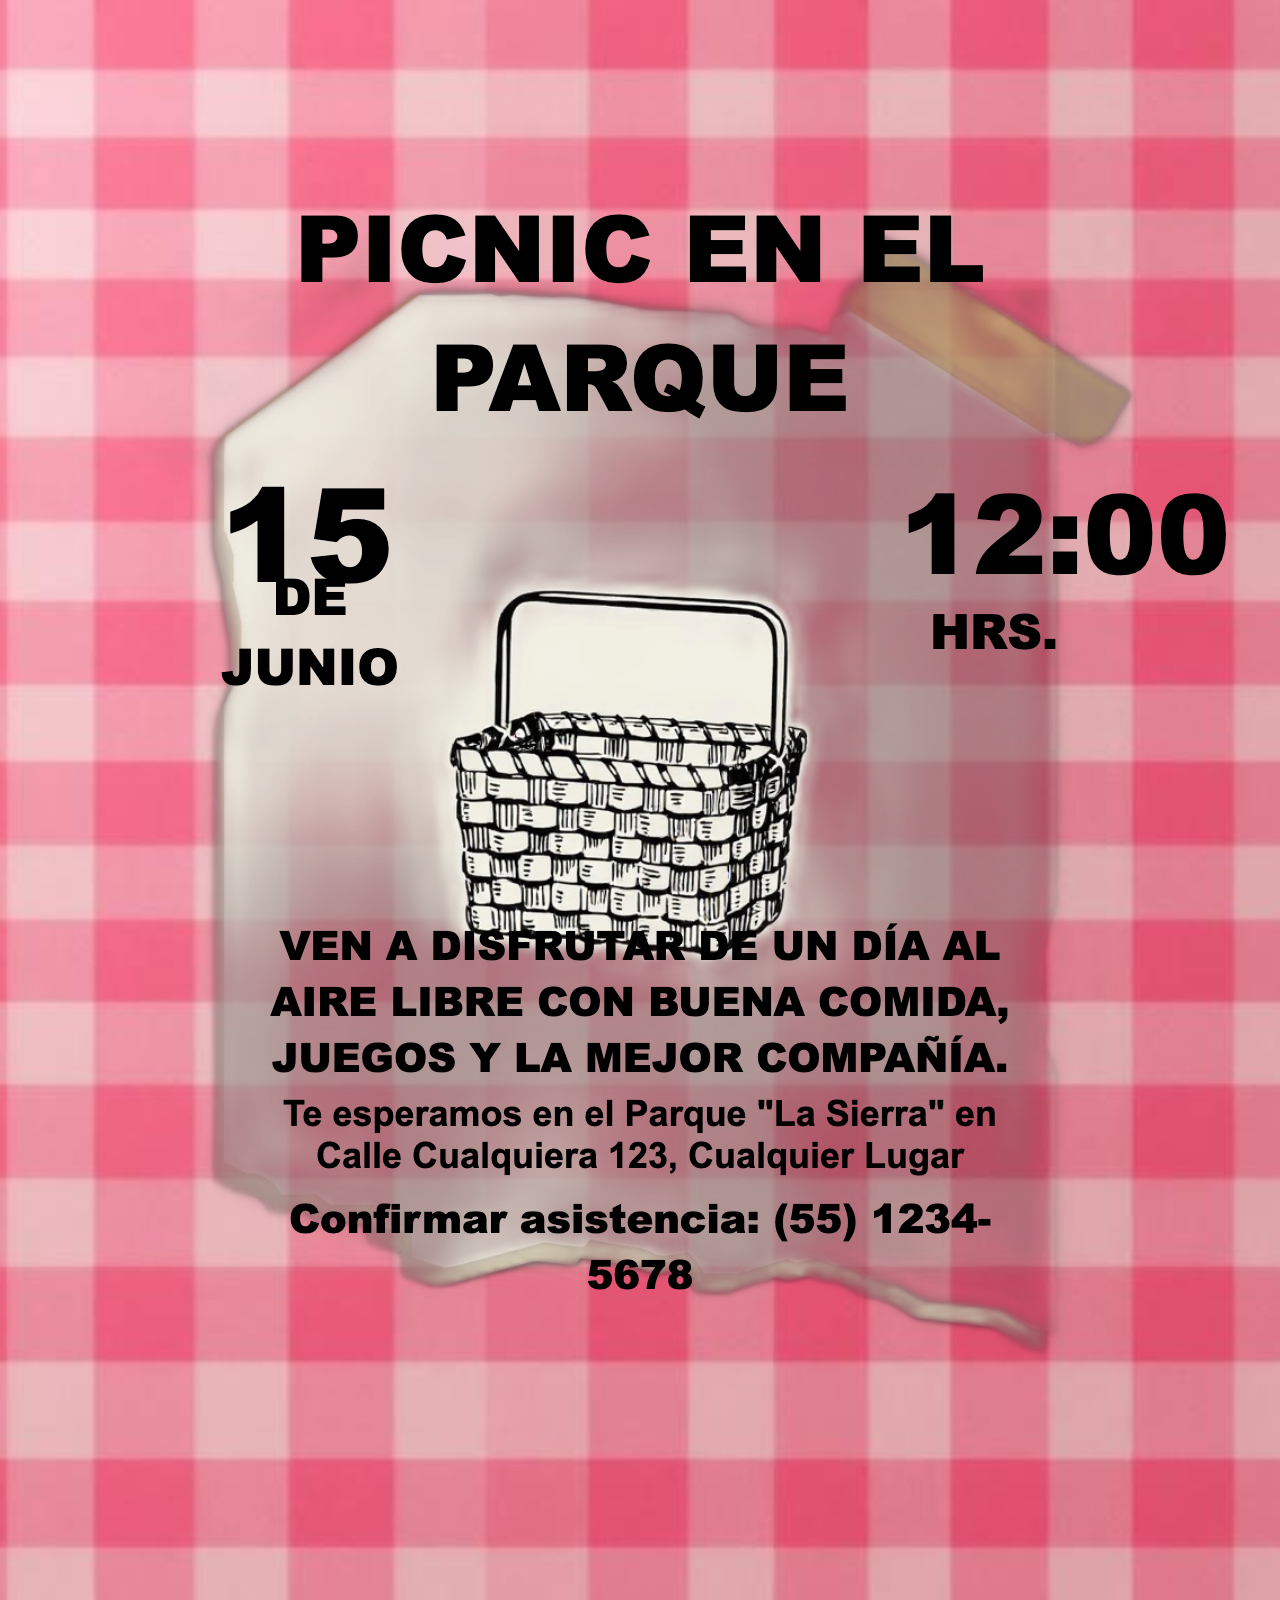 PICNIC EN EL
PARQUE
15
DE
JUNIO
12:00
HRS.
VEN A DISFRUTAR DE UN DÍA AL
AIRE LIBRE CON BUENA COMIDA,
JUEGOS Y LA MEJOR COMPAÑÍA.
Te esperamos en el Parque "La Sierra" en
Calle Cualquiera 123, Cualquier Lugar
Confirmar asistencia: (55) 1234-
5678